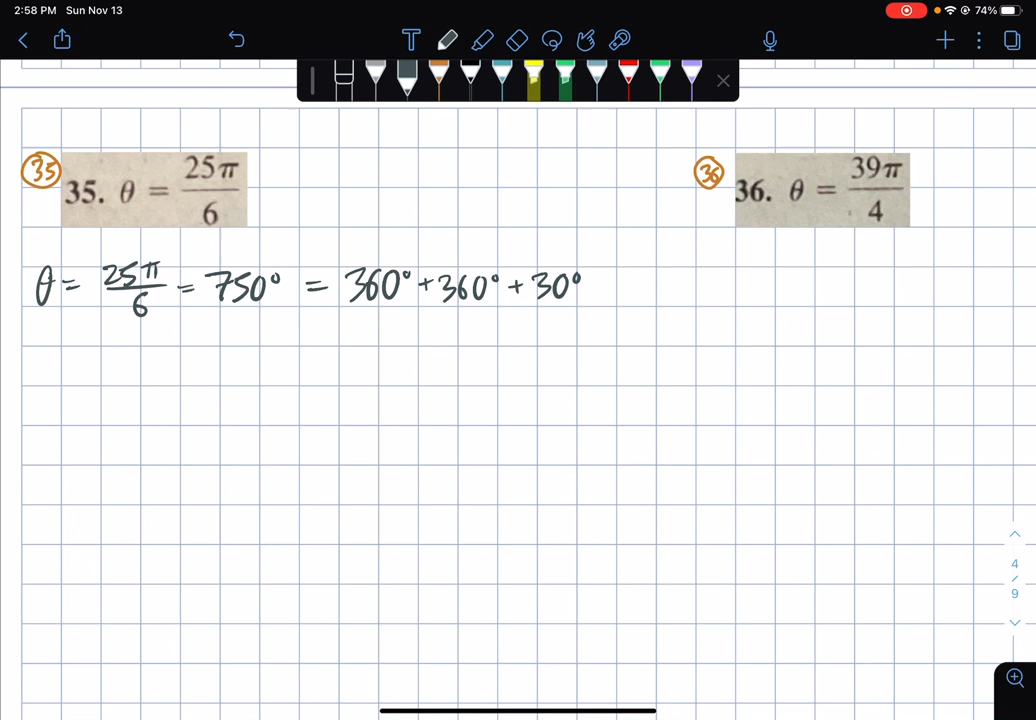 2:58 PM Sun Nov 13
74%
T
35
35. θ = 25π/6
36
36. θ = 39π/4
θ = 25π/6 = 750° = 360° + 360° + 30°
4
/
9